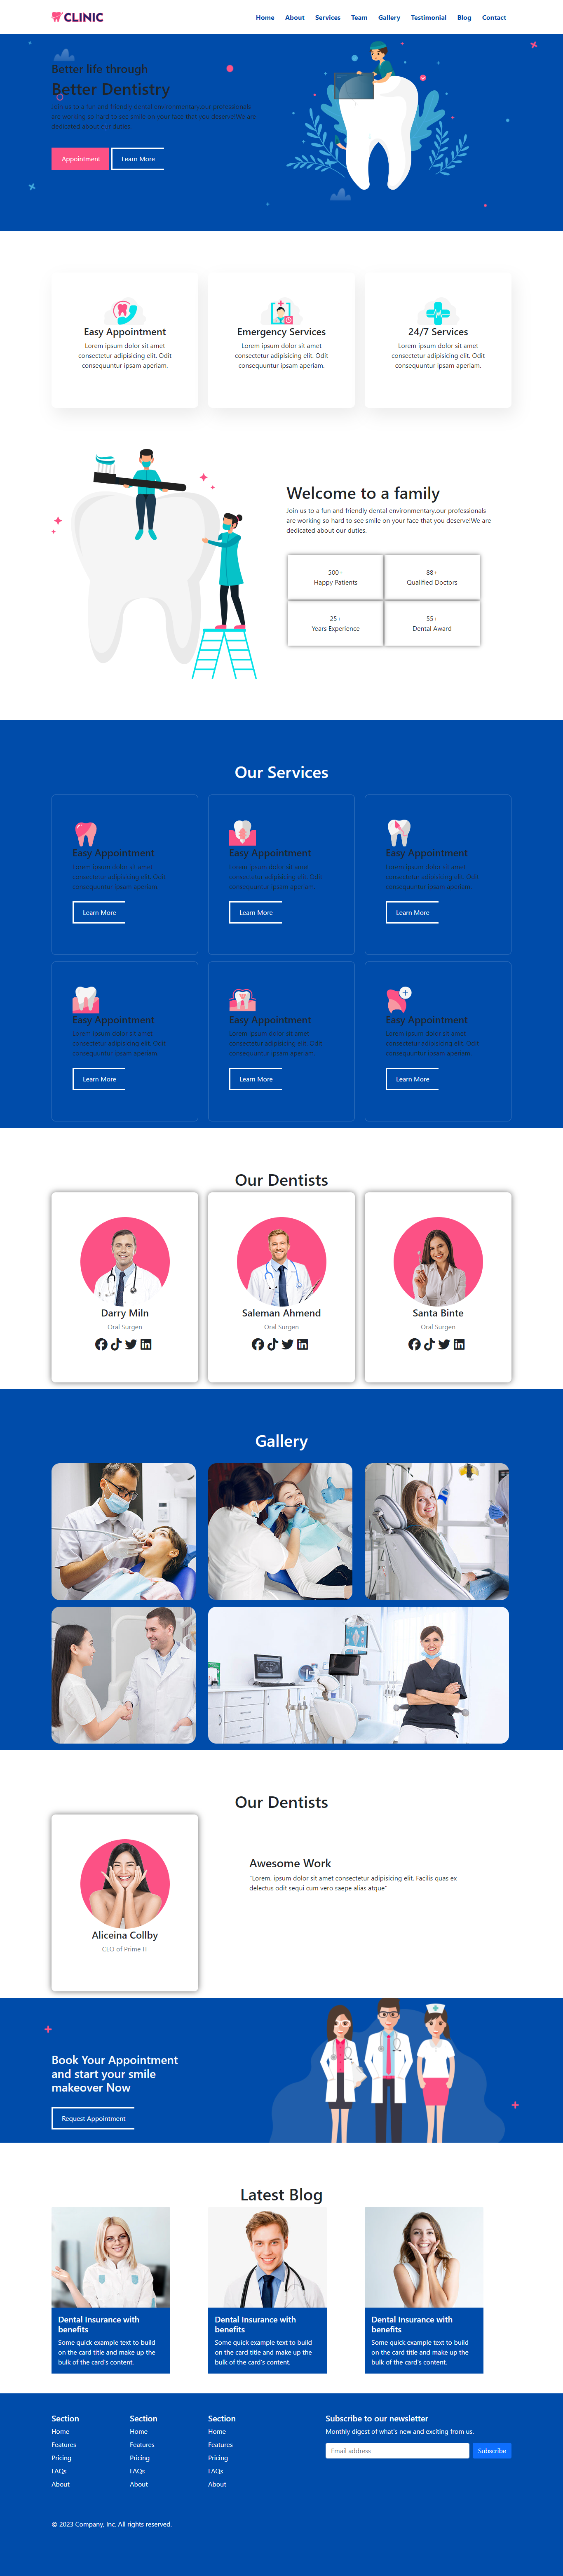 CLINIC
Home About Services Team Gallery Testimonial Blog Contact
Better life through
Better Dentistry
Join us to a fun and friendly dental environmentary.our professionals
are working so hard to see smile on your face that you deserve!We are
dedicated about our duties.
Appointment Learn More
Easy Appointment
Lorem ipsum dolor sit amet
consectetur adipisicing elit. Odit
consequuntur ipsam aperiam.
Emergency Services
Lorem ipsum dolor sit amet
consectetur adipisicing elit. Odit
consequuntur ipsam aperiam.
24/7 Services
Lorem ipsum dolor sit amet
consectetur adipisicing elit. Odit
consequuntur ipsam aperiam.
Welcome to a family
Join us to a fun and friendly dental environmentary.our professionals
are working so hard to see smile on your face that you deserve!We are
dedicated about our duties.
500+
Happy Patients
88+
Qualified Doctors
25+
Years Experience
55+
Dental Award
Our Services
Easy Appointment
Lorem ipsum dolor sit amet
consectetur adipisicing elit. Odit
consequuntur ipsam aperiam.
Learn More
Easy Appointment
Lorem ipsum dolor sit amet
consectetur adipisicing elit. Odit
consequuntur ipsam aperiam.
Learn More
Easy Appointment
Lorem ipsum dolor sit amet
consectetur adipisicing elit. Odit
consequuntur ipsam aperiam.
Learn More
Easy Appointment
Lorem ipsum dolor sit amet
consectetur adipisicing elit. Odit
consequuntur ipsam aperiam.
Learn More
Easy Appointment
Lorem ipsum dolor sit amet
consectetur adipisicing elit. Odit
consequuntur ipsam aperiam.
Learn More
Easy Appointment
Lorem ipsum dolor sit amet
consectetur adipisicing elit. Odit
consequuntur ipsam aperiam.
Learn More
Our Dentists
Darry Miln
Oral Surgen
Saleman Ahmend
Oral Surgen
Santa Binte
Oral Surgen
Gallery
Our Dentists
Aliceina Collby
CEO of Prime IT
Awesome Work
"Lorem, ipsum dolor sit amet consectetur adipisicing elit. Facilis quas ex
delectus odit sequi cum vero saepe alias atque"
Book Your Appointment
and start your smile
makeover Now
Request Appointment
Latest Blog
Dental Insurance with
benefits
Some quick example text to build
on the card title and make up the
bulk of the card's content.
Dental Insurance with
benefits
Some quick example text to build
on the card title and make up the
bulk of the card's content.
Dental Insurance with
benefits
Some quick example text to build
on the card title and make up the
bulk of the card's content.
Section
Home
Features
Pricing
FAQs
About
Section
Home
Features
Pricing
FAQs
About
Section
Home
Features
Pricing
FAQs
About
Subscribe to our newsletter
Monthly digest of what's new and exciting from us.
Email address Subscribe
© 2023 Company, Inc. All rights reserved.